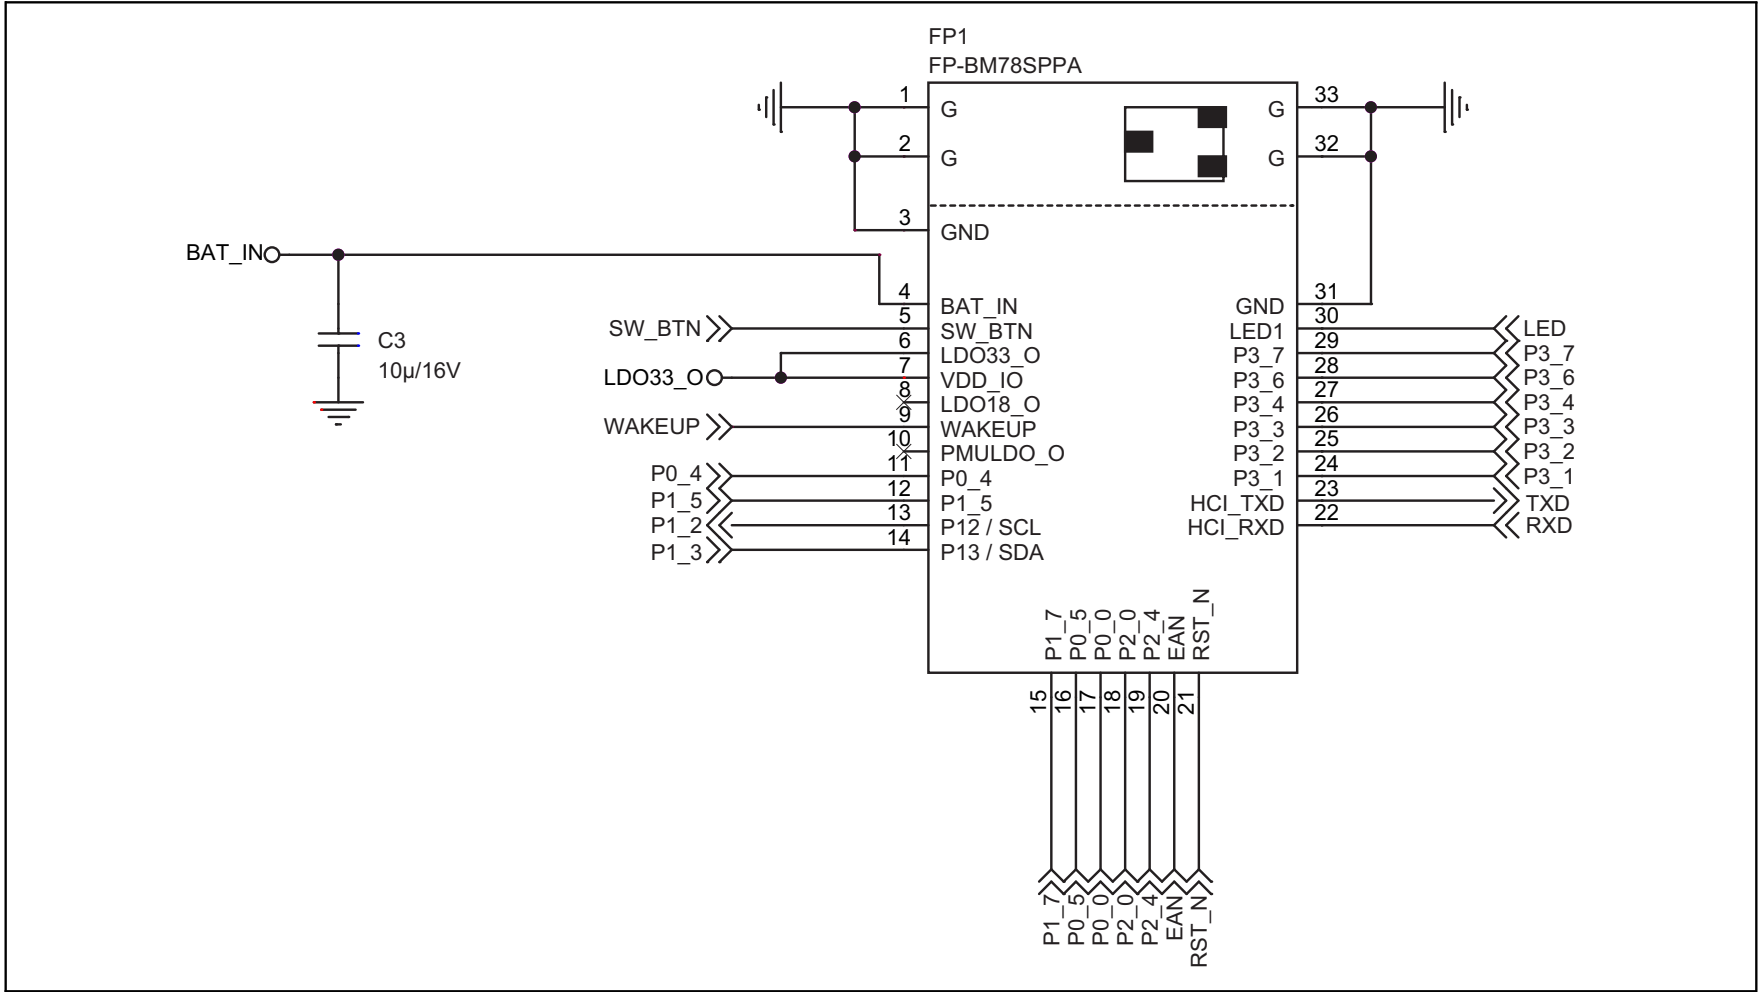 FP1
FP-BM78SPPA
1 G G 33
2 G G 32
3 GND
BAT_IN
4 BAT_IN GND 31
SW_BTN 5 SW_BTN LED1 30 LED
6 LDO33_O P3_7 29 P3_7
LDO33_O 7 VDD_IO P3_6 28 P3_6
8 LDO18_O P3_4 27 P3_4
WAKEUP 9 WAKEUP P3_3 26 P3_3
10 PMULDO_O P3_2 25 P3_2
P0_4 11 P0_4 P3_1 24 P3_1
P1_5 12 P1_5 HCI_TXD 23 TXD
P1_2 13 P12 / SCL HCI_RXD 22 RXD
P1_3 14 P13 / SDA
C3
10µ/16V
P1_7 P0_5 P0_0 P2_0 P2_4 EAN RST_N
15 16 17 18 19 20 21
P1_7 P0_5 P0_0 P2_0 P2_4 EAN RST_N